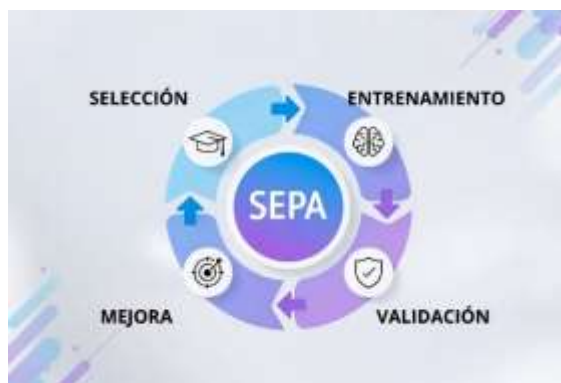 SELECCIÓN
ENTRENAMIENTO
SEPA
MEJORA
VALIDACIÓN